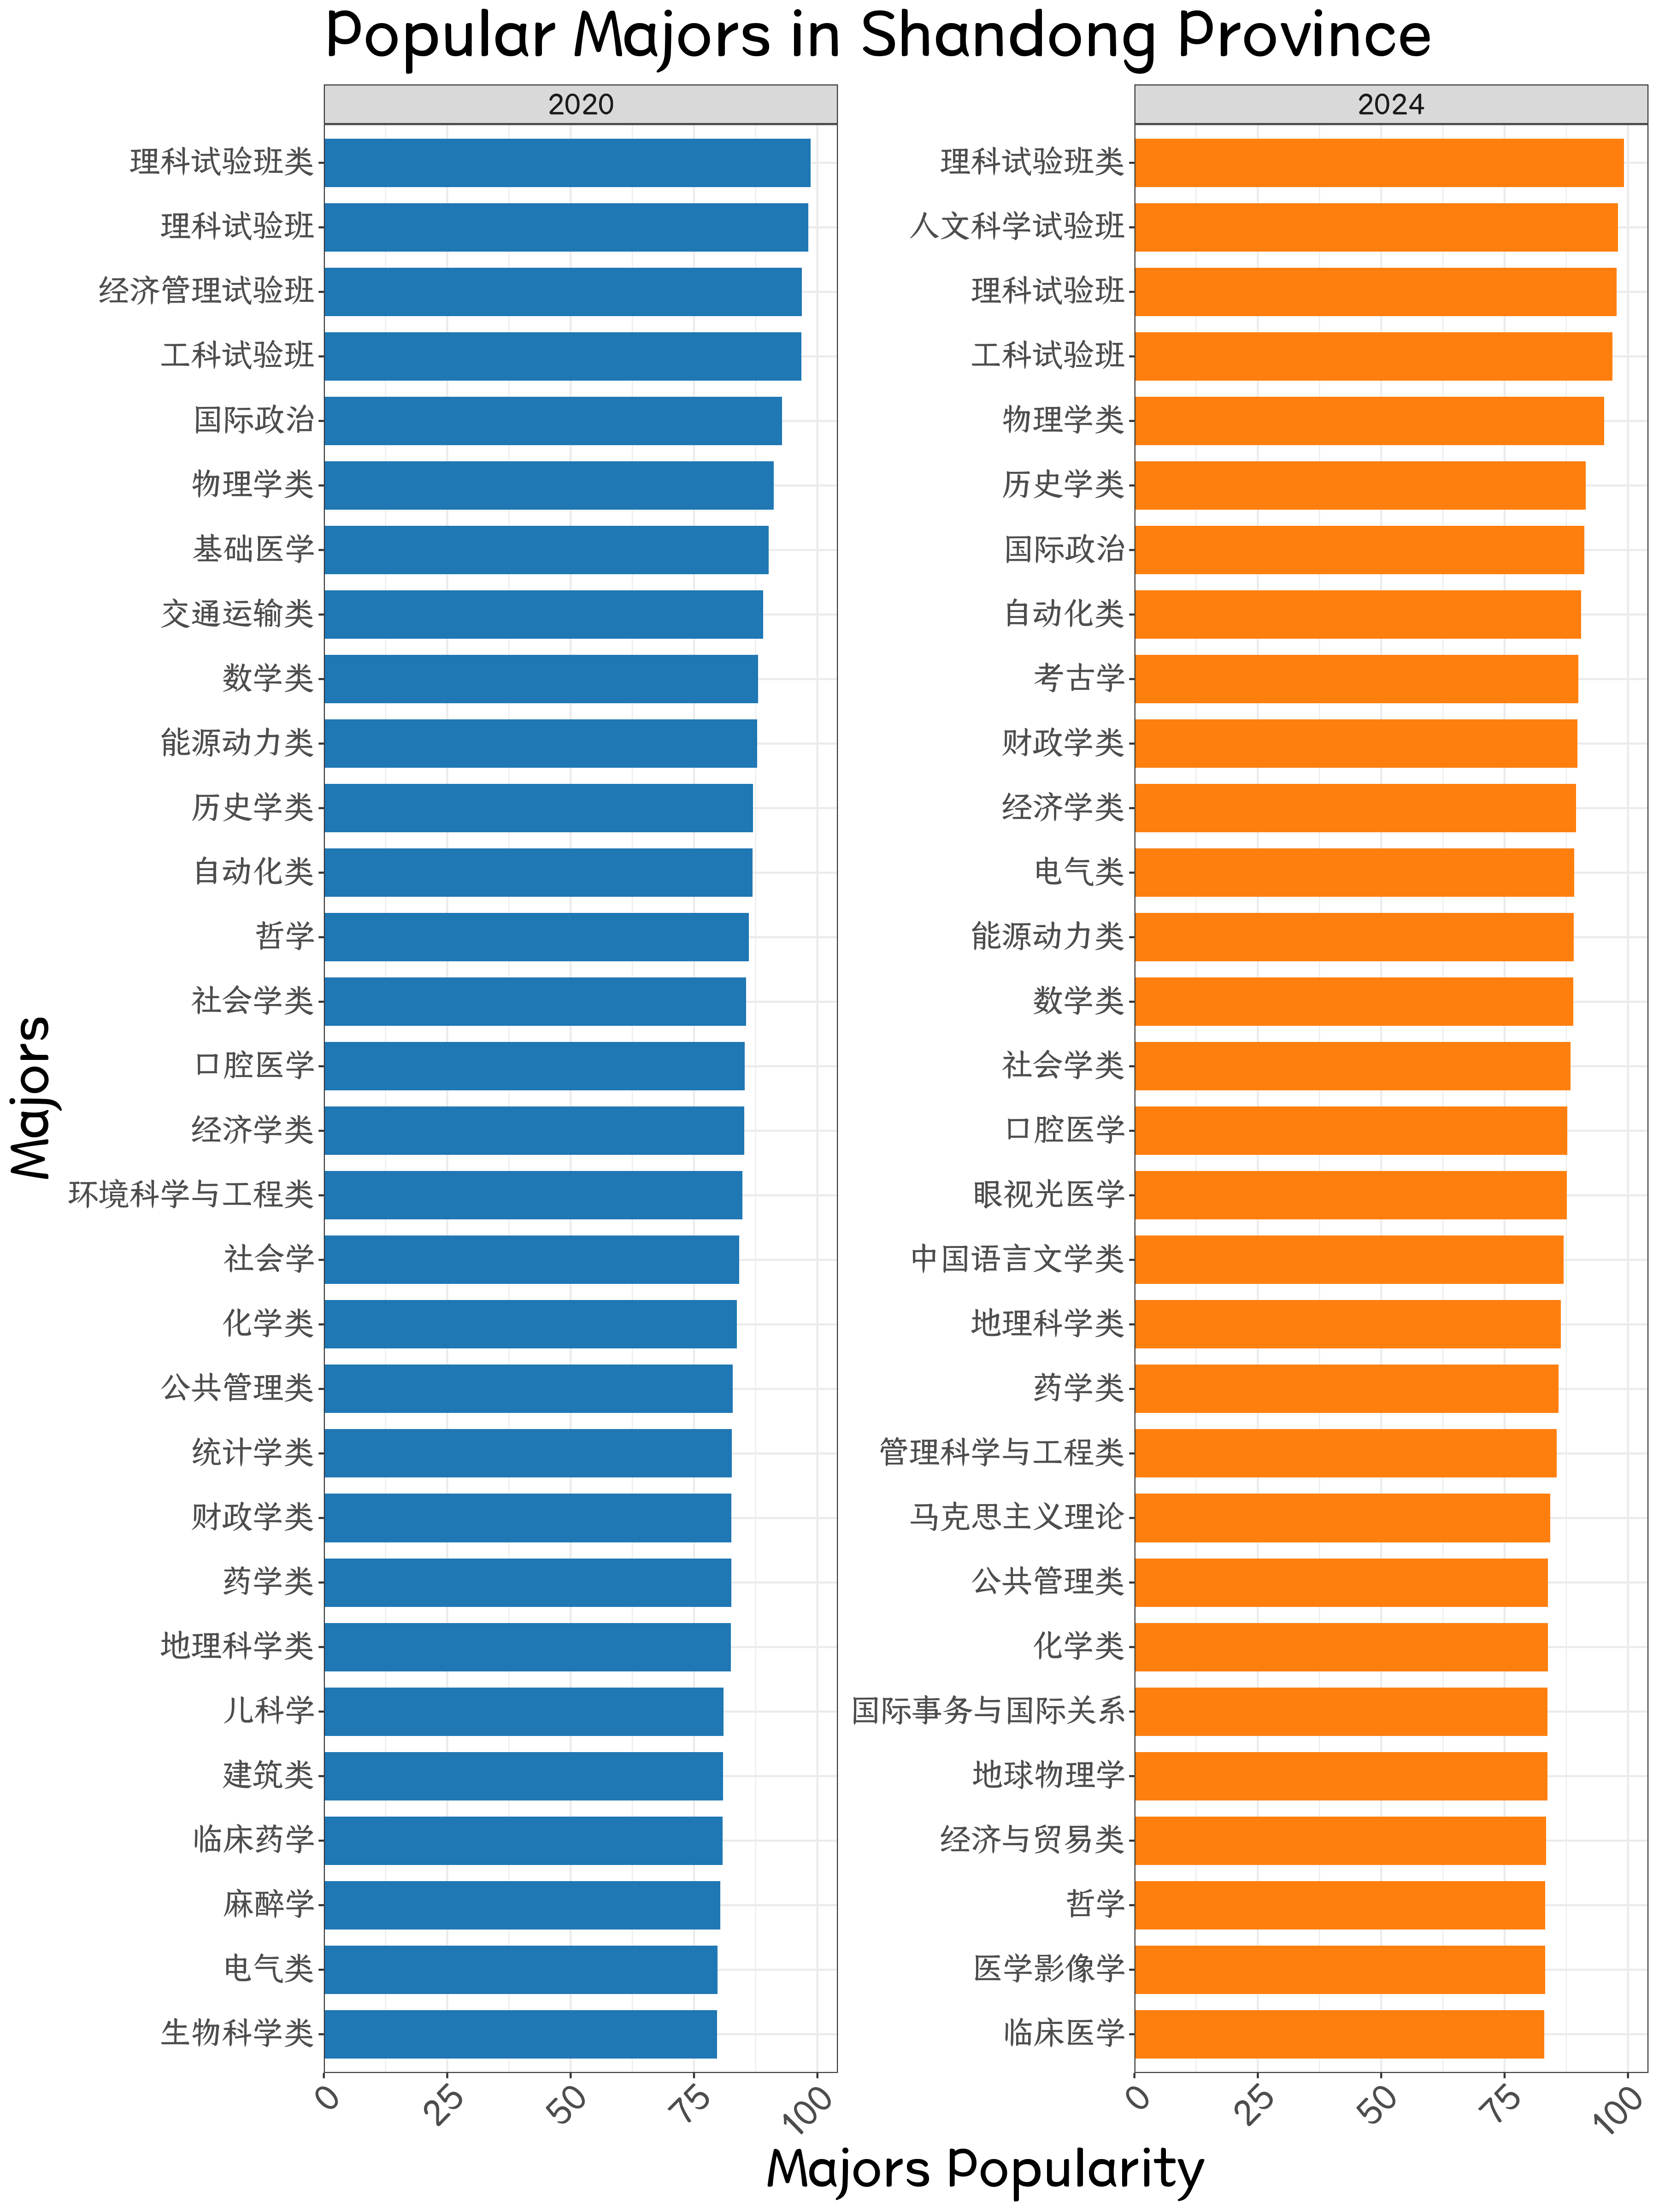 Popular Majors in Shandong Province
2020
理科试验班类
理科试验班
经济管理试验班
工科试验班
国际政治
物理学类
基础医学
交通运输类
数学类
能源动力类
历史学类
自动化类
哲学
社会学类
口腔医学
经济学类
环境科学与工程类
社会学
化学类
公共管理类
统计学类
财政学类
药学类
地理科学类
儿科学
建筑类
临床药学
麻醉学
电气类
生物科学类
0 25 50 75 100
2024
理科试验班类
人文科学试验班
理科试验班
工科试验班
物理学类
历史学类
国际政治
自动化类
考古学
财政学类
经济学类
电气类
能源动力类
数学类
社会学类
口腔医学
眼视光医学
中国语言文学类
地理科学类
药学类
管理科学与工程类
马克思主义理论
公共管理类
化学类
国际事务与国际关系
地球物理学
经济与贸易类
哲学
医学影像学
临床医学
0 25 50 75 100
Majors
Majors Popularity